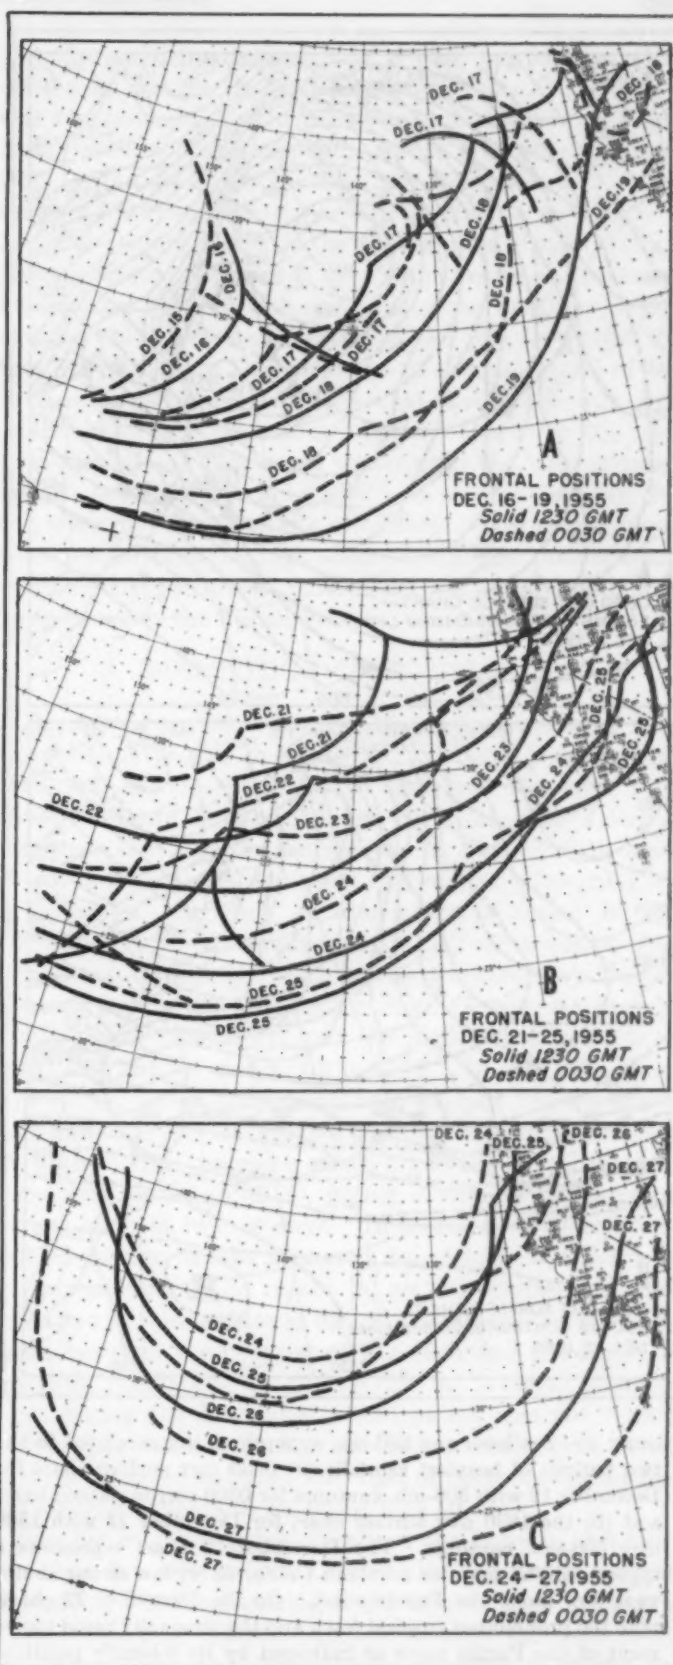 DEC. 17
DEC. 18
DEC. 17
DEC. 19
DEC. 18
DEC. 17
DEC. 16
DEC. 18
DEC. 15
DEC. 17
DEC. 16
DEC. 17
DEC. 18
DEC. 19
DEC. 18
A
FRONTAL POSITIONS
DEC. 16-19, 1955
Solid 1230 GMT
Dashed 0030 GMT
DEC. 21
DEC. 25
DEC. 21
DEC. 25
DEC. 22
DEC. 23
DEC. 22
DEC. 24
DEC. 23
DEC. 24
DEC. 24
DEC. 25
DEC. 25
B
FRONTAL POSITIONS
DEC. 21-25, 1955
Solid 1230 GMT
Dashed 0030 GMT
DEC. 24
DEC. 25
DEC. 26
DEC. 27
DEC. 27
DEC. 24
DEC. 25
DEC. 26
DEC. 26
DEC. 27
DEC. 27
C
FRONTAL POSITIONS
DEC. 24-27, 1955
Solid 1230 GMT
Dashed 0030 GMT